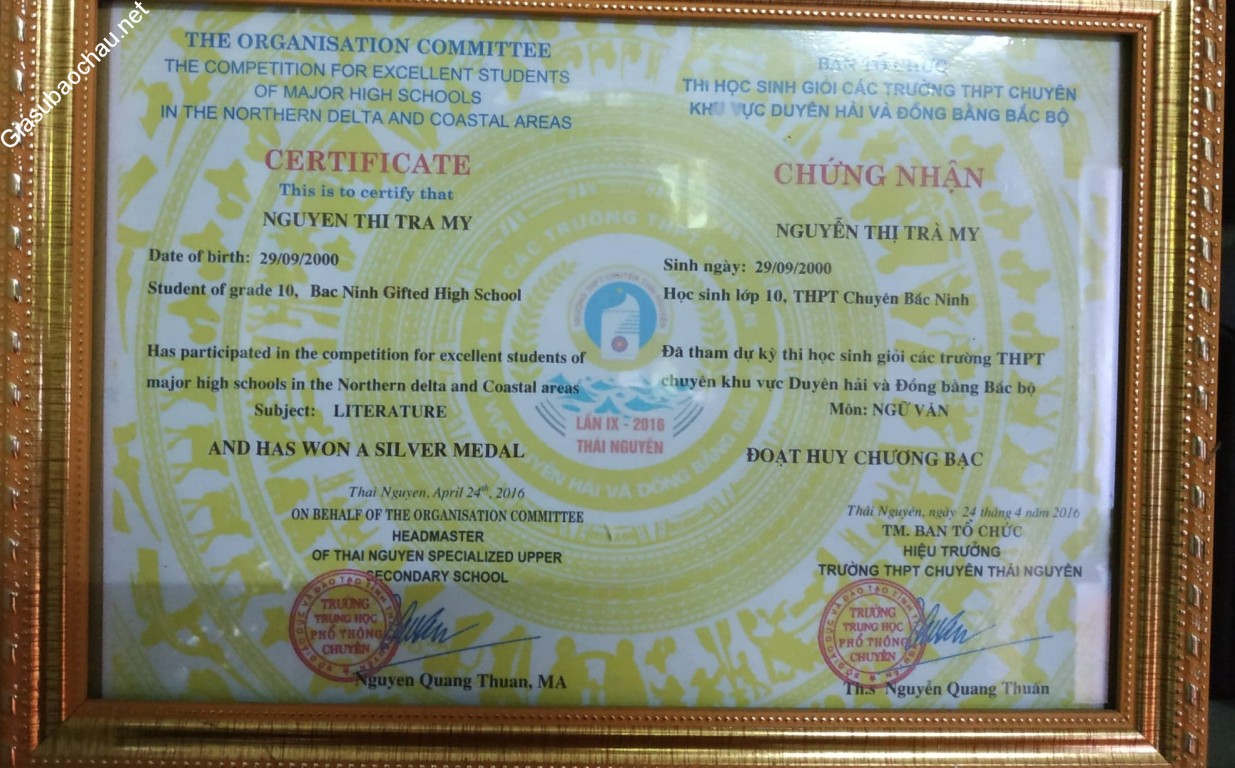 Giasubaochau.net
THE ORGANISATION COMMITTEE
THE COMPETITION FOR EXCELLENT STUDENTS
OF MAJOR HIGH SCHOOLS
IN THE NORTHERN DELTA AND COASTAL AREAS
CERTIFICATE
This is to certify that
NGUYEN THI TRA MY
Date of birth: 29/09/2000
Student of grade 10, Bac Ninh Gifted High School
Has participated in the competition for excellent students of
major high schools in the Northern delta and Coastal areas
Subject: LITERATURE
AND HAS WON A SILVER MEDAL
Thai Nguyen, April 24th, 2016
ON BEHALF OF THE ORGANISATION COMMITTEE
HEADMASTER
OF THAI NGUYEN SPECIALIZED UPPER
SECONDARY SCHOOL
TRƯỜNG
TRUNG HỌC
PHỔ THÔNG
CHUYÊN
Nguyen Quang Thuan, MA
LẦN IX - 2016
THÁI NGUYÊN
BAN TỔ CHỨC
THI HỌC SINH GIỎI CÁC TRƯỜNG THPT CHUYÊN
KHU VỰC DUYÊN HẢI VÀ ĐỒNG BẰNG BẮC BỘ
CHỨNG NHẬN
NGUYỄN THỊ TRÀ MY
Sinh ngày: 29/09/2000
Học sinh lớp 10, THPT Chuyên Bắc Ninh
Đã tham dự kỳ thi học sinh giỏi các trường THPT
chuyên khu vực Duyên hải và Đồng bằng Bắc bộ
Môn: NGỮ VĂN
ĐOẠT HUY CHƯƠNG BẠC
Thái Nguyên, ngày 24 tháng 4 năm 2016
TM. BAN TỔ CHỨC
HIỆU TRƯỞNG
TRƯỜNG THPT CHUYÊN THÁI NGUYÊN
TRƯỜNG
TRUNG HỌC
PHỔ THÔNG
CHUYÊN
Th.s Nguyễn Quang Thuấn